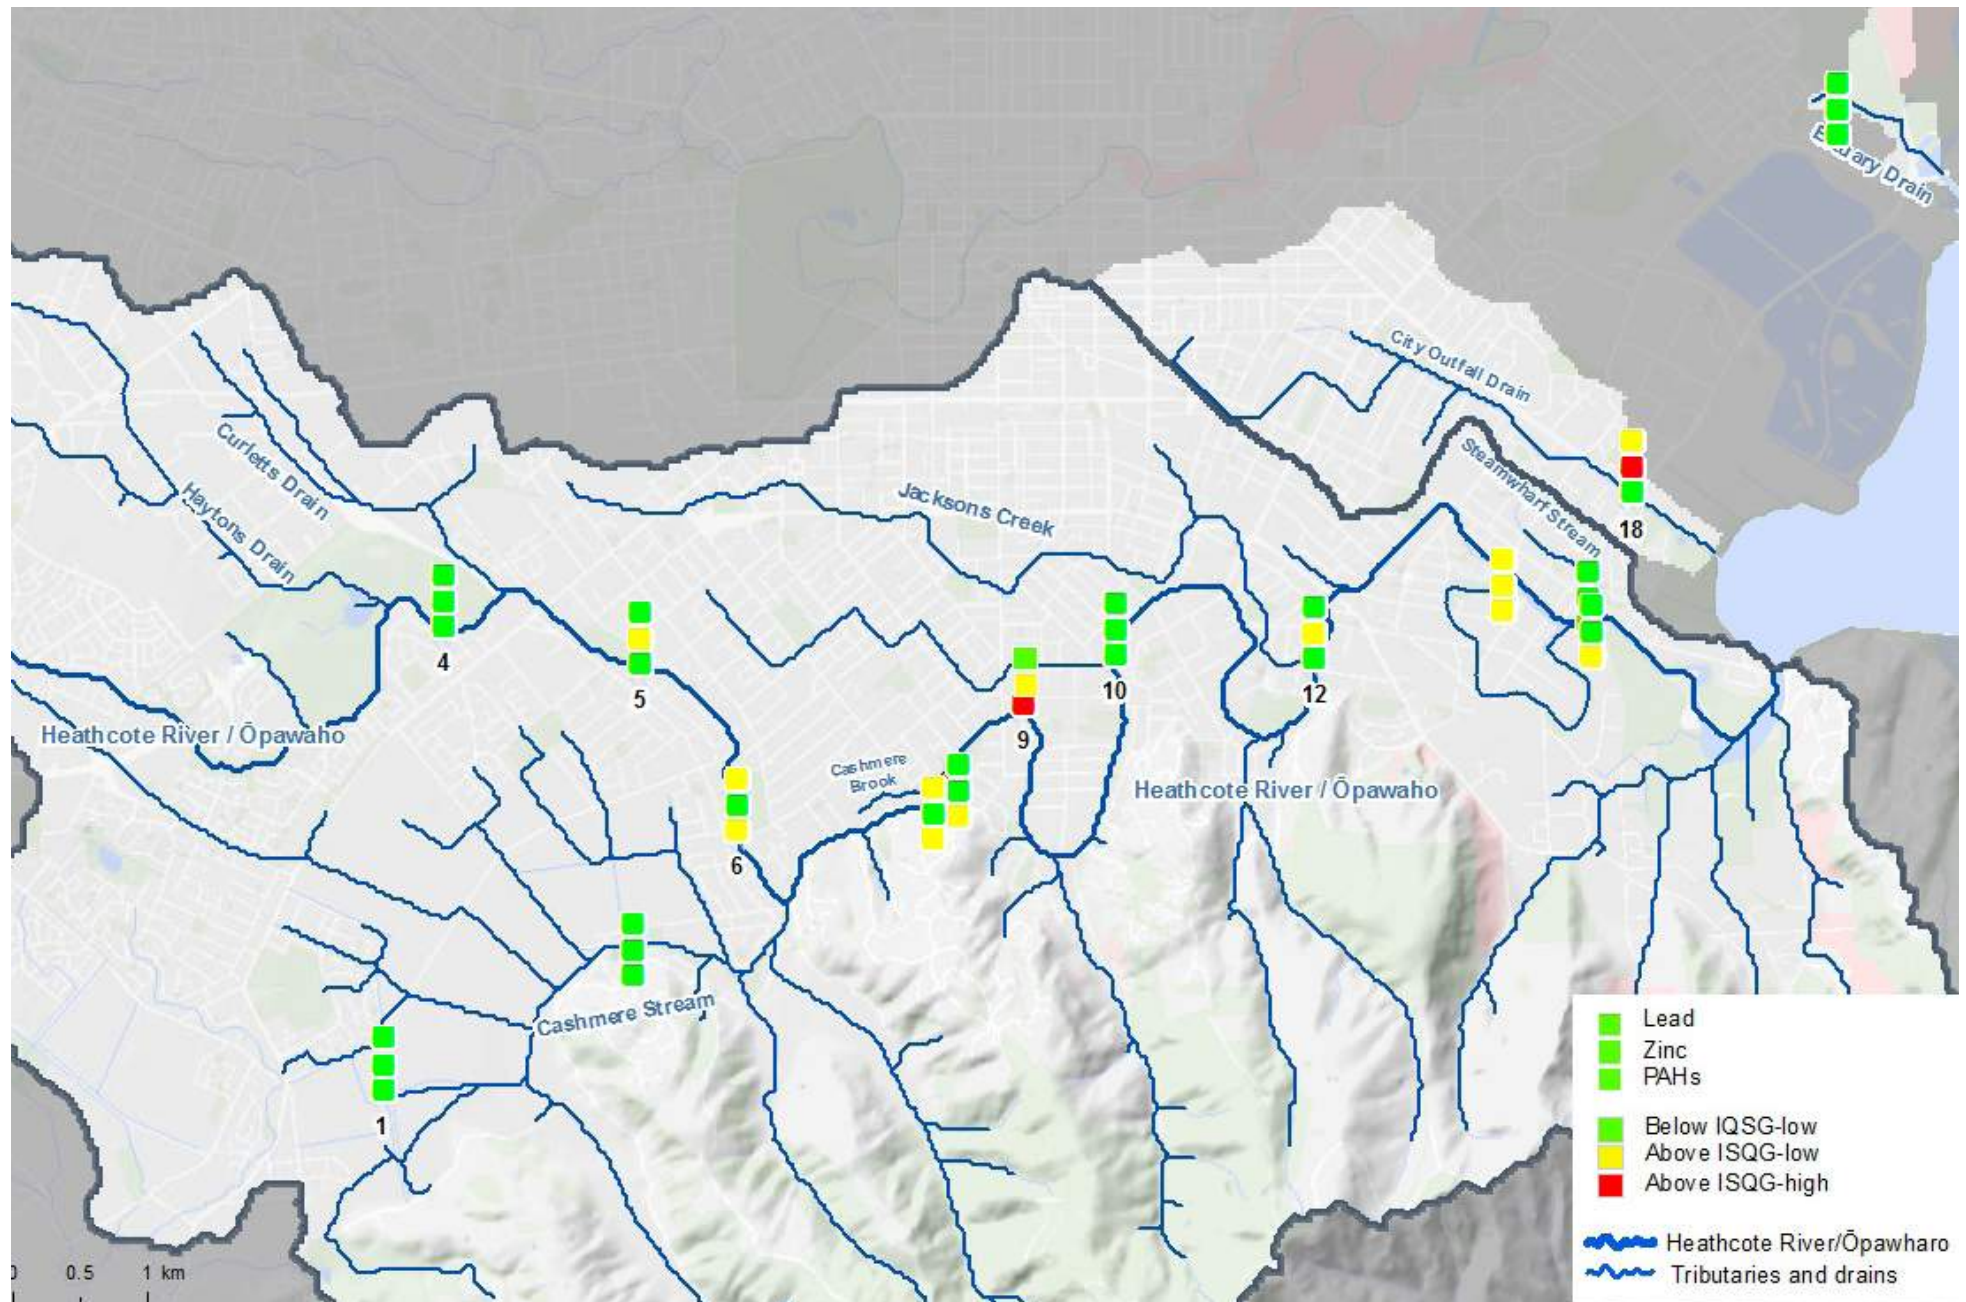 Estuary Drain
City Outfall Drain
Steamwharf Stream
Curletts Drain
Haytons Drain
Jacksons Creek
18
4
5
10
12
9
Heathcote River / Ōpawaho
Cashmere
Brook
Heathcote River / Ōpawaho
6
Cashmere Stream
1
Lead
Zinc
PAHs
Below IQSG-low
Above ISQG-low
Above ISQG-high
Heathcote River/Ōpawharo
Tributaries and drains
0 0.5 1 km